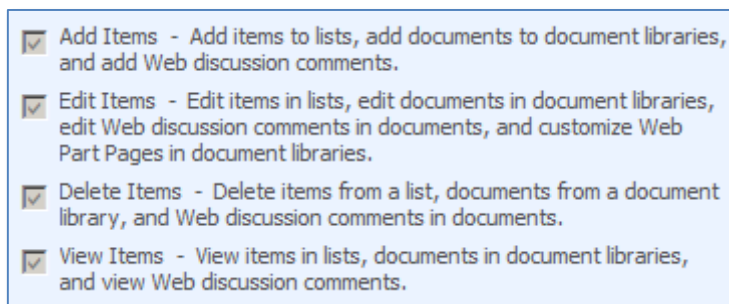 Add Items - Add items to lists, add documents to document libraries,
and add Web discussion comments.
Edit Items - Edit items in lists, edit documents in document libraries,
edit Web discussion comments in documents, and customize Web
Part Pages in document libraries.
Delete Items - Delete items from a list, documents from a document
library, and Web discussion comments in documents.
View Items - View items in lists, documents in document libraries,
and view Web discussion comments.